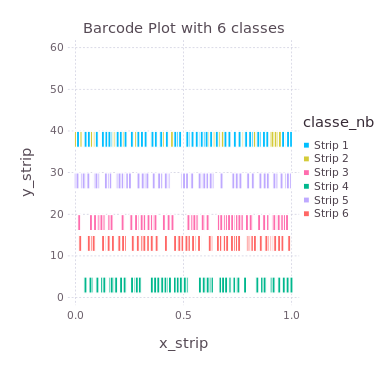 Barcode Plot with 6 classes
60
50
40
30
20
10
0
y_strip
0.0 0.5 1.0
x_strip
classe_nb
Strip 1
Strip 2
Strip 3
Strip 4
Strip 5
Strip 6